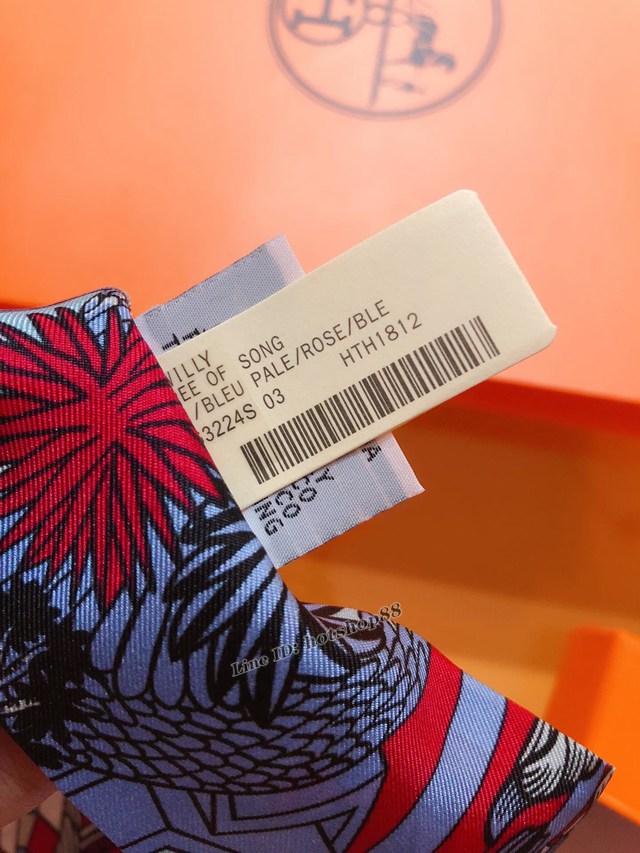 ILLY
EE OF SONG
/BLEU PALE/ROSE/BLE
3224S 03 HTH1812
Line ID: hotshop88